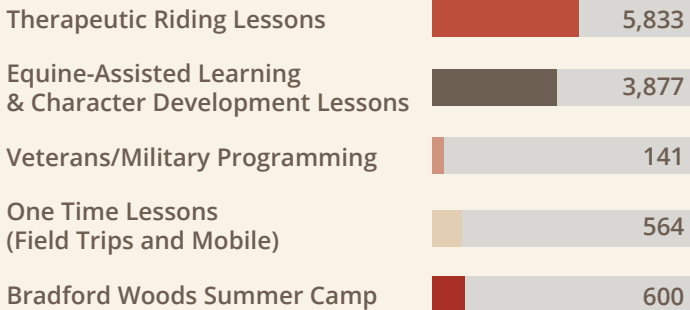 Therapeutic Riding Lessons 5,833
Equine-Assisted Learning
& Character Development Lessons 3,877
Veterans/Military Programming 141
One Time Lessons
(Field Trips and Mobile) 564
Bradford Woods Summer Camp 600